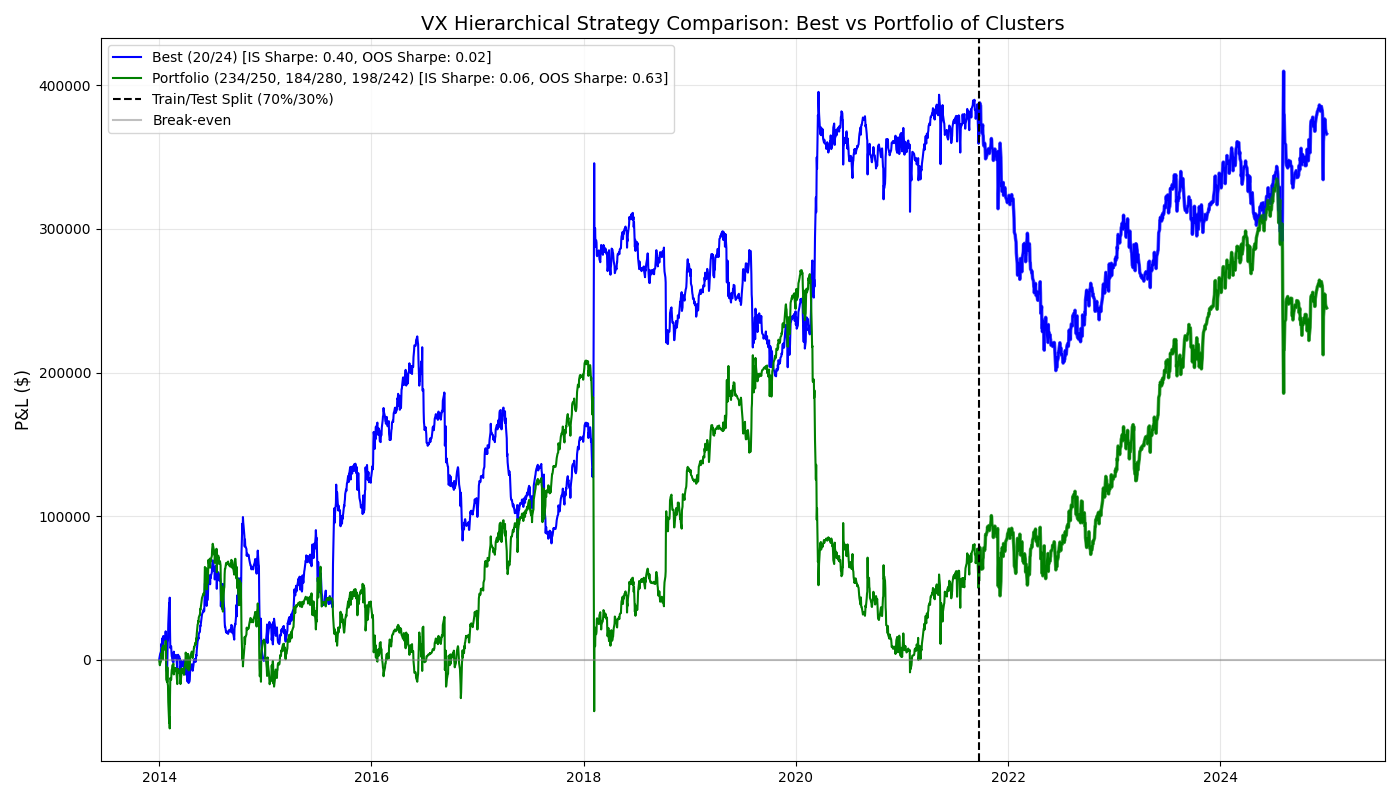 VX Hierarchical Strategy Comparison: Best vs Portfolio of Clusters
Best (20/24) [IS Sharpe: 0.40, OOS Sharpe: 0.02]
Portfolio (234/250, 184/280, 198/242) [IS Sharpe: 0.06, OOS Sharpe: 0.63]
Train/Test Split (70%/30%)
Break-even
P&L ($)
400000
300000
200000
100000
0
2014
2016
2018
2020
2022
2024